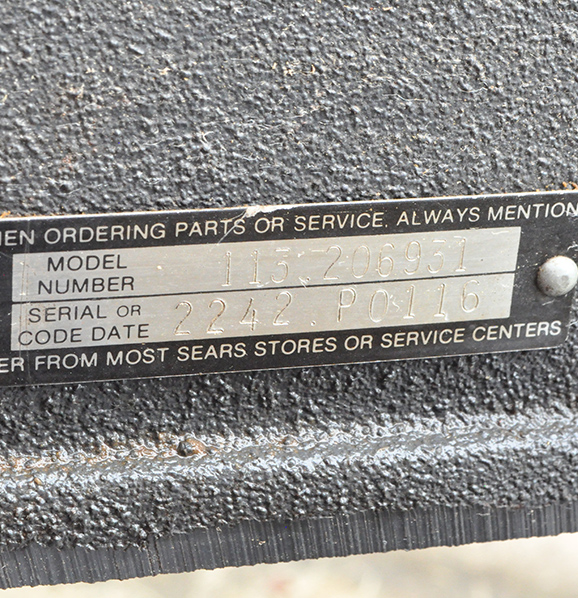 HEN ORDERING PARTS OR SERVICE, ALWAYS MENTION
MODEL NUMBER 113.206931
SERIAL OR CODE DATE 2242.P0116
ER FROM MOST SEARS STORES OR SERVICE CENTERS